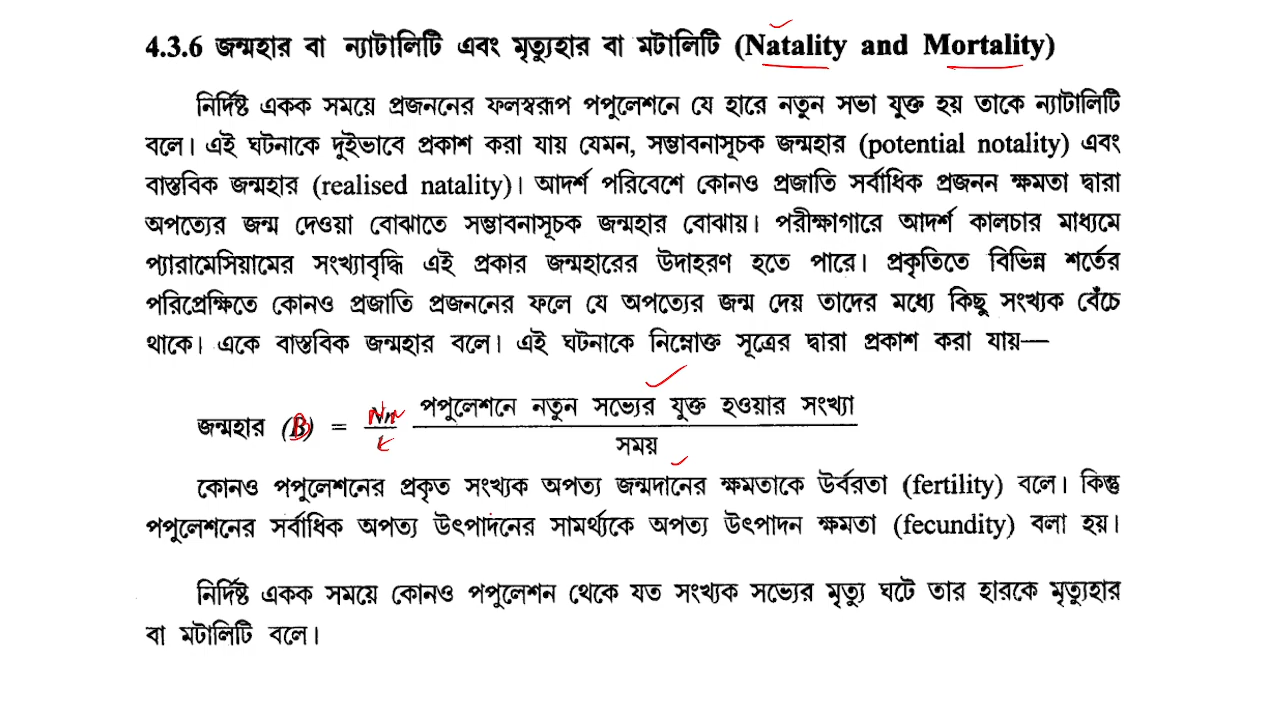 4.3.6 জন্মহার বা ন্যাটালিটি এবং মৃত্যুহার বা মর্টালিটি (Natality and Mortality)
নির্দিষ্ট একক সময়ে প্রজননের ফলস্বরূপ পপুলেশনে যে হারে নতুন সভা যুক্ত হয় তাকে ন্যাটালিটি
বলে। এই ঘটনাকে দুইভাবে প্রকাশ করা যায় যেমন, সম্ভাবনাসূচক জন্মহার (potential notality) এবং
বাস্তবিক জন্মহার (realised natality)। আদর্শ পরিবেশে কোনও প্রজাতি সর্বাধিক প্রজনন ক্ষমতা দ্বারা
অপত্যের জন্ম দেওয়া বোঝাতে সম্ভাবনাসূচক জন্মহার বোঝায়। পরীক্ষাগারে আদর্শ কালচার মাধ্যমে
প্যারামেসিয়ামের সংখ্যাবৃদ্ধি এই প্রকার জন্মহারের উদাহরণ হতে পারে। প্রকৃতিতে বিভিন্ন শর্তের
পরিপ্রেক্ষিতে কোনও প্রজাতি প্রজননের ফলে যে অপত্যের জন্ম দেয় তাদের মধ্যে কিছু সংখ্যক বেঁচে
থাকে। একে বাস্তবিক জন্মহার বলে। এই ঘটনাকে নিম্নোক্ত সূত্রের দ্বারা প্রকাশ করা যায়—
জন্মহার (B) = Nn/t পপুলেশনে নতুন সভ্যের যুক্ত হওয়ার সংখ্যা
সময়
কোনও পপুলেশনের প্রকৃত সংখ্যক অপত্য জন্মদানের ক্ষমতাকে উর্বরতা (fertility) বলে। কিন্তু
পপুলেশনের সর্বাধিক অপত্য উৎপাদনের সামর্থ্যকে অপত্য উৎপাদন ক্ষমতা (fecundity) বলা হয়।
নির্দিষ্ট একক সময়ে কোনও পপুলেশন থেকে যত সংখ্যক সভ্যের মৃত্যু ঘটে তার হারকে মৃত্যুহার
বা মর্টালিটি বলে।